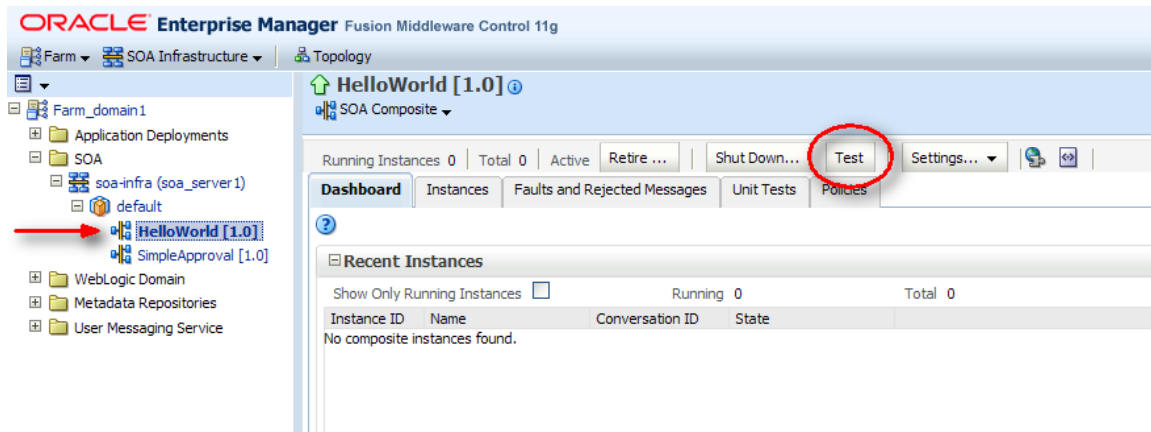 ORACLE Enterprise Manager Fusion Middleware Control 11g
Farm SOA Infrastructure Topology
Farm_domain1
Application Deployments
SOA
soa-infra (soa_server1)
default
HelloWorld [1.0]
SimpleApproval [1.0]
WebLogic Domain
Metadata Repositories
User Messaging Service
HelloWorld [1.0]
SOA Composite
Running Instances 0 Total 0 Active Retire ... Shut Down... Test Settings...
Dashboard Instances Faults and Rejected Messages Unit Tests Policies
Recent Instances
Show Only Running Instances Running 0 Total 0
Instance ID Name Conversation ID State
No composite instances found.